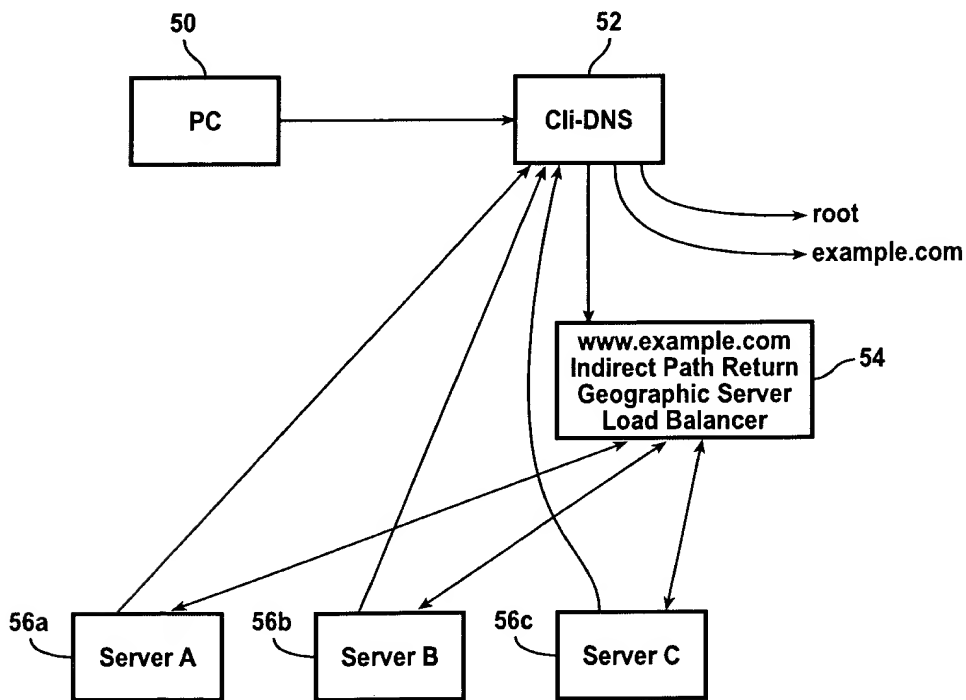 50
52
PC
Cli-DNS
root
example.com
www.example.com
Indirect Path Return
Geographic Server
Load Balancer
54
56a
Server A
56b
Server B
56c
Server C